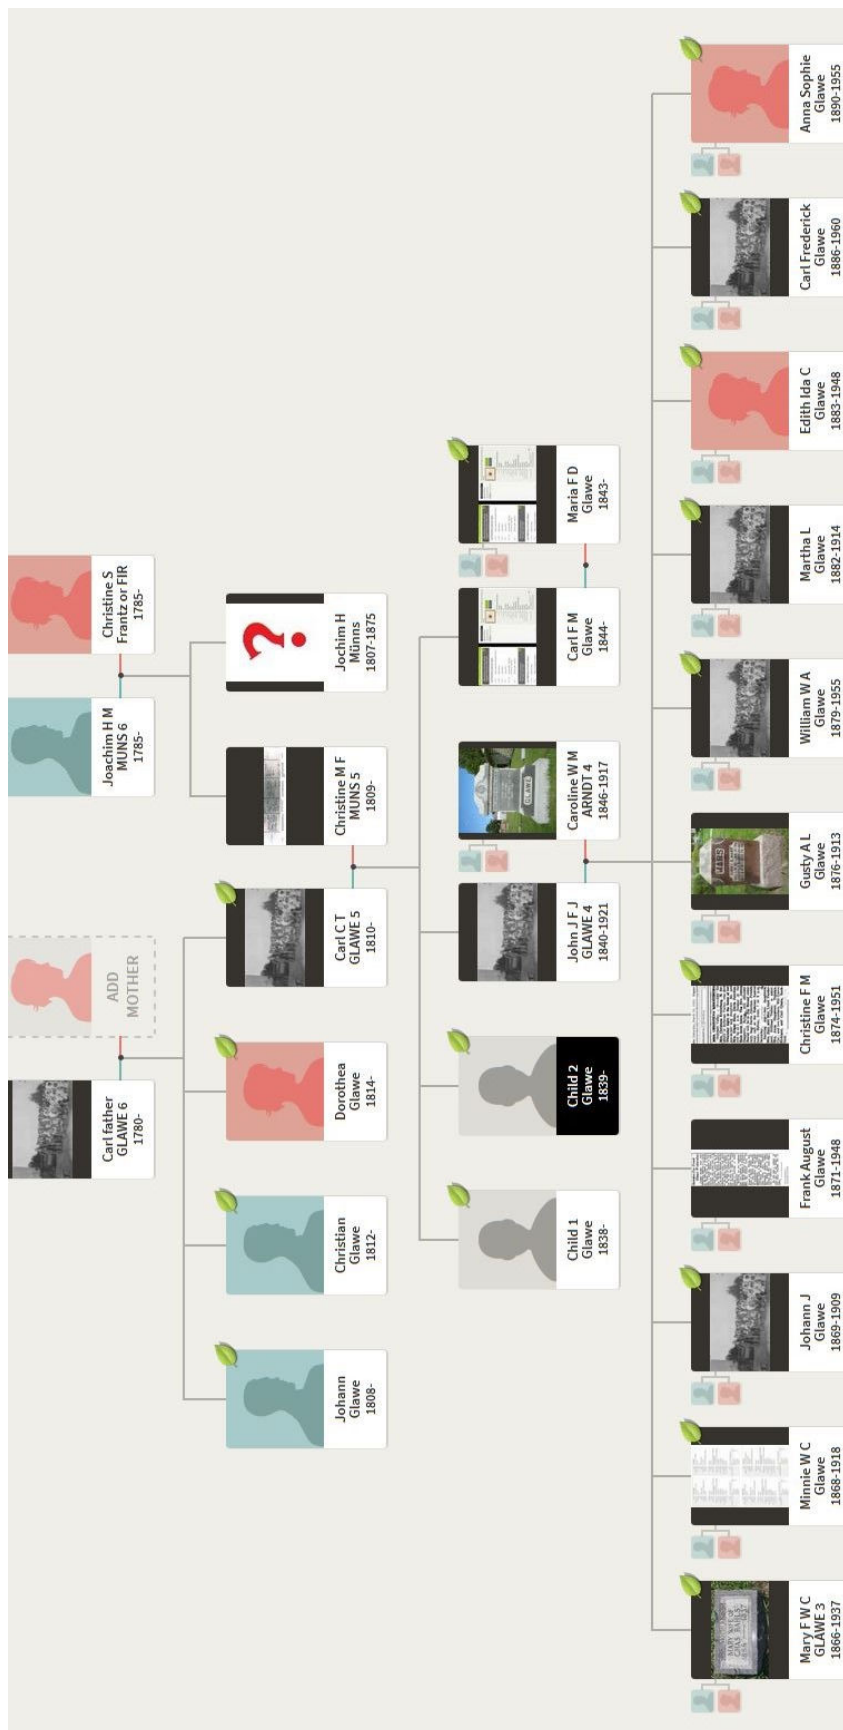 Carl father
GLAWE 6
1780-
ADD
MOTHER
Joachim H M
MUNS 6
1785-
Christine S
Frantz or FIR
1785-
Johann
Glawe
1808-
Christian
Glawe
1812-
Dorothea
Glawe
1814-
Carl C T
GLAWE 5
1810-
Christine M F
MUNS 5
1809-
?
Jochim H
Münns
1807-1875
Child 1
Glawe
1838-
Child 2
Glawe
1839-
John J F J
GLAWE 4
1840-1921
GLAWE
Caroline W M
ARNDT 4
1846-1917
Carl F M
Glawe
1844-
Maria F D
Glawe
1843-
MARY WIFE OF
CHAS
Mary F W C
GLAWE 3
1866-1937
Minnie W C
Glawe
1868-1918
Johann J
Glawe
1869-1909
Frank August
Glawe
1871-1948
Christine F M
Glawe
1874-1951
Gusty A L
Glawe
1876-1913
William W A
Glawe
1879-1955
Martha L
Glawe
1882-1914
Edith Ida C
Glawe
1883-1948
Carl Frederick
Glawe
1886-1960
Anna Sophie
Glawe
1890-1955